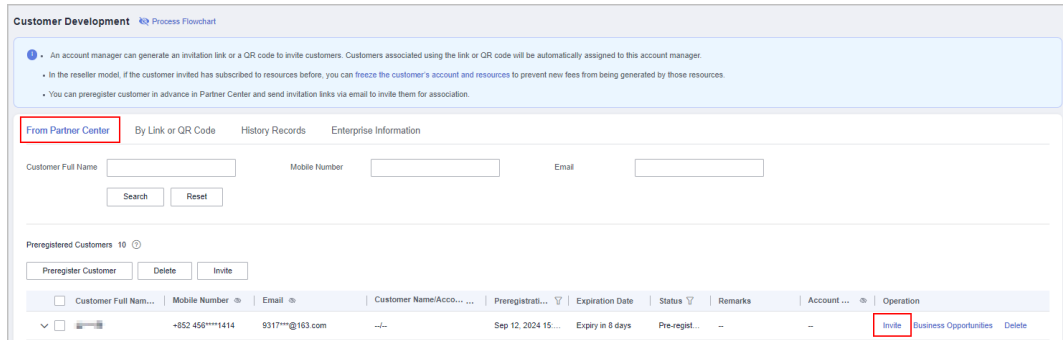 Customer Development Process Flowchart
An account manager can generate an invitation link or a QR code to invite customers. Customers associated using the link or QR code will be automatically assigned to this account manager.
In the reseller model, if the customer invited has subscribed to resources before, you can freeze the customer's account and resources to prevent new fees from being generated by those resources.
You can preregister customer in advance in Partner Center and send invitation links via email to invite them for association.
From Partner Center By Link or QR Code History Records Enterprise Information
Customer Full Name Mobile Number Email
Search Reset
Preregistered Customers 10
Preregister Customer Delete Invite
Customer Full Nam... Mobile Number Email Customer Name/Acco... ... Preregistrati... Expiration Date Status Remarks Account ... Operation
+852 456****1414 9317***@163.com --/-- Sep 12, 2024 15:... Expiry in 8 days Pre-regist... -- -- Invite Business Opportunities Delete